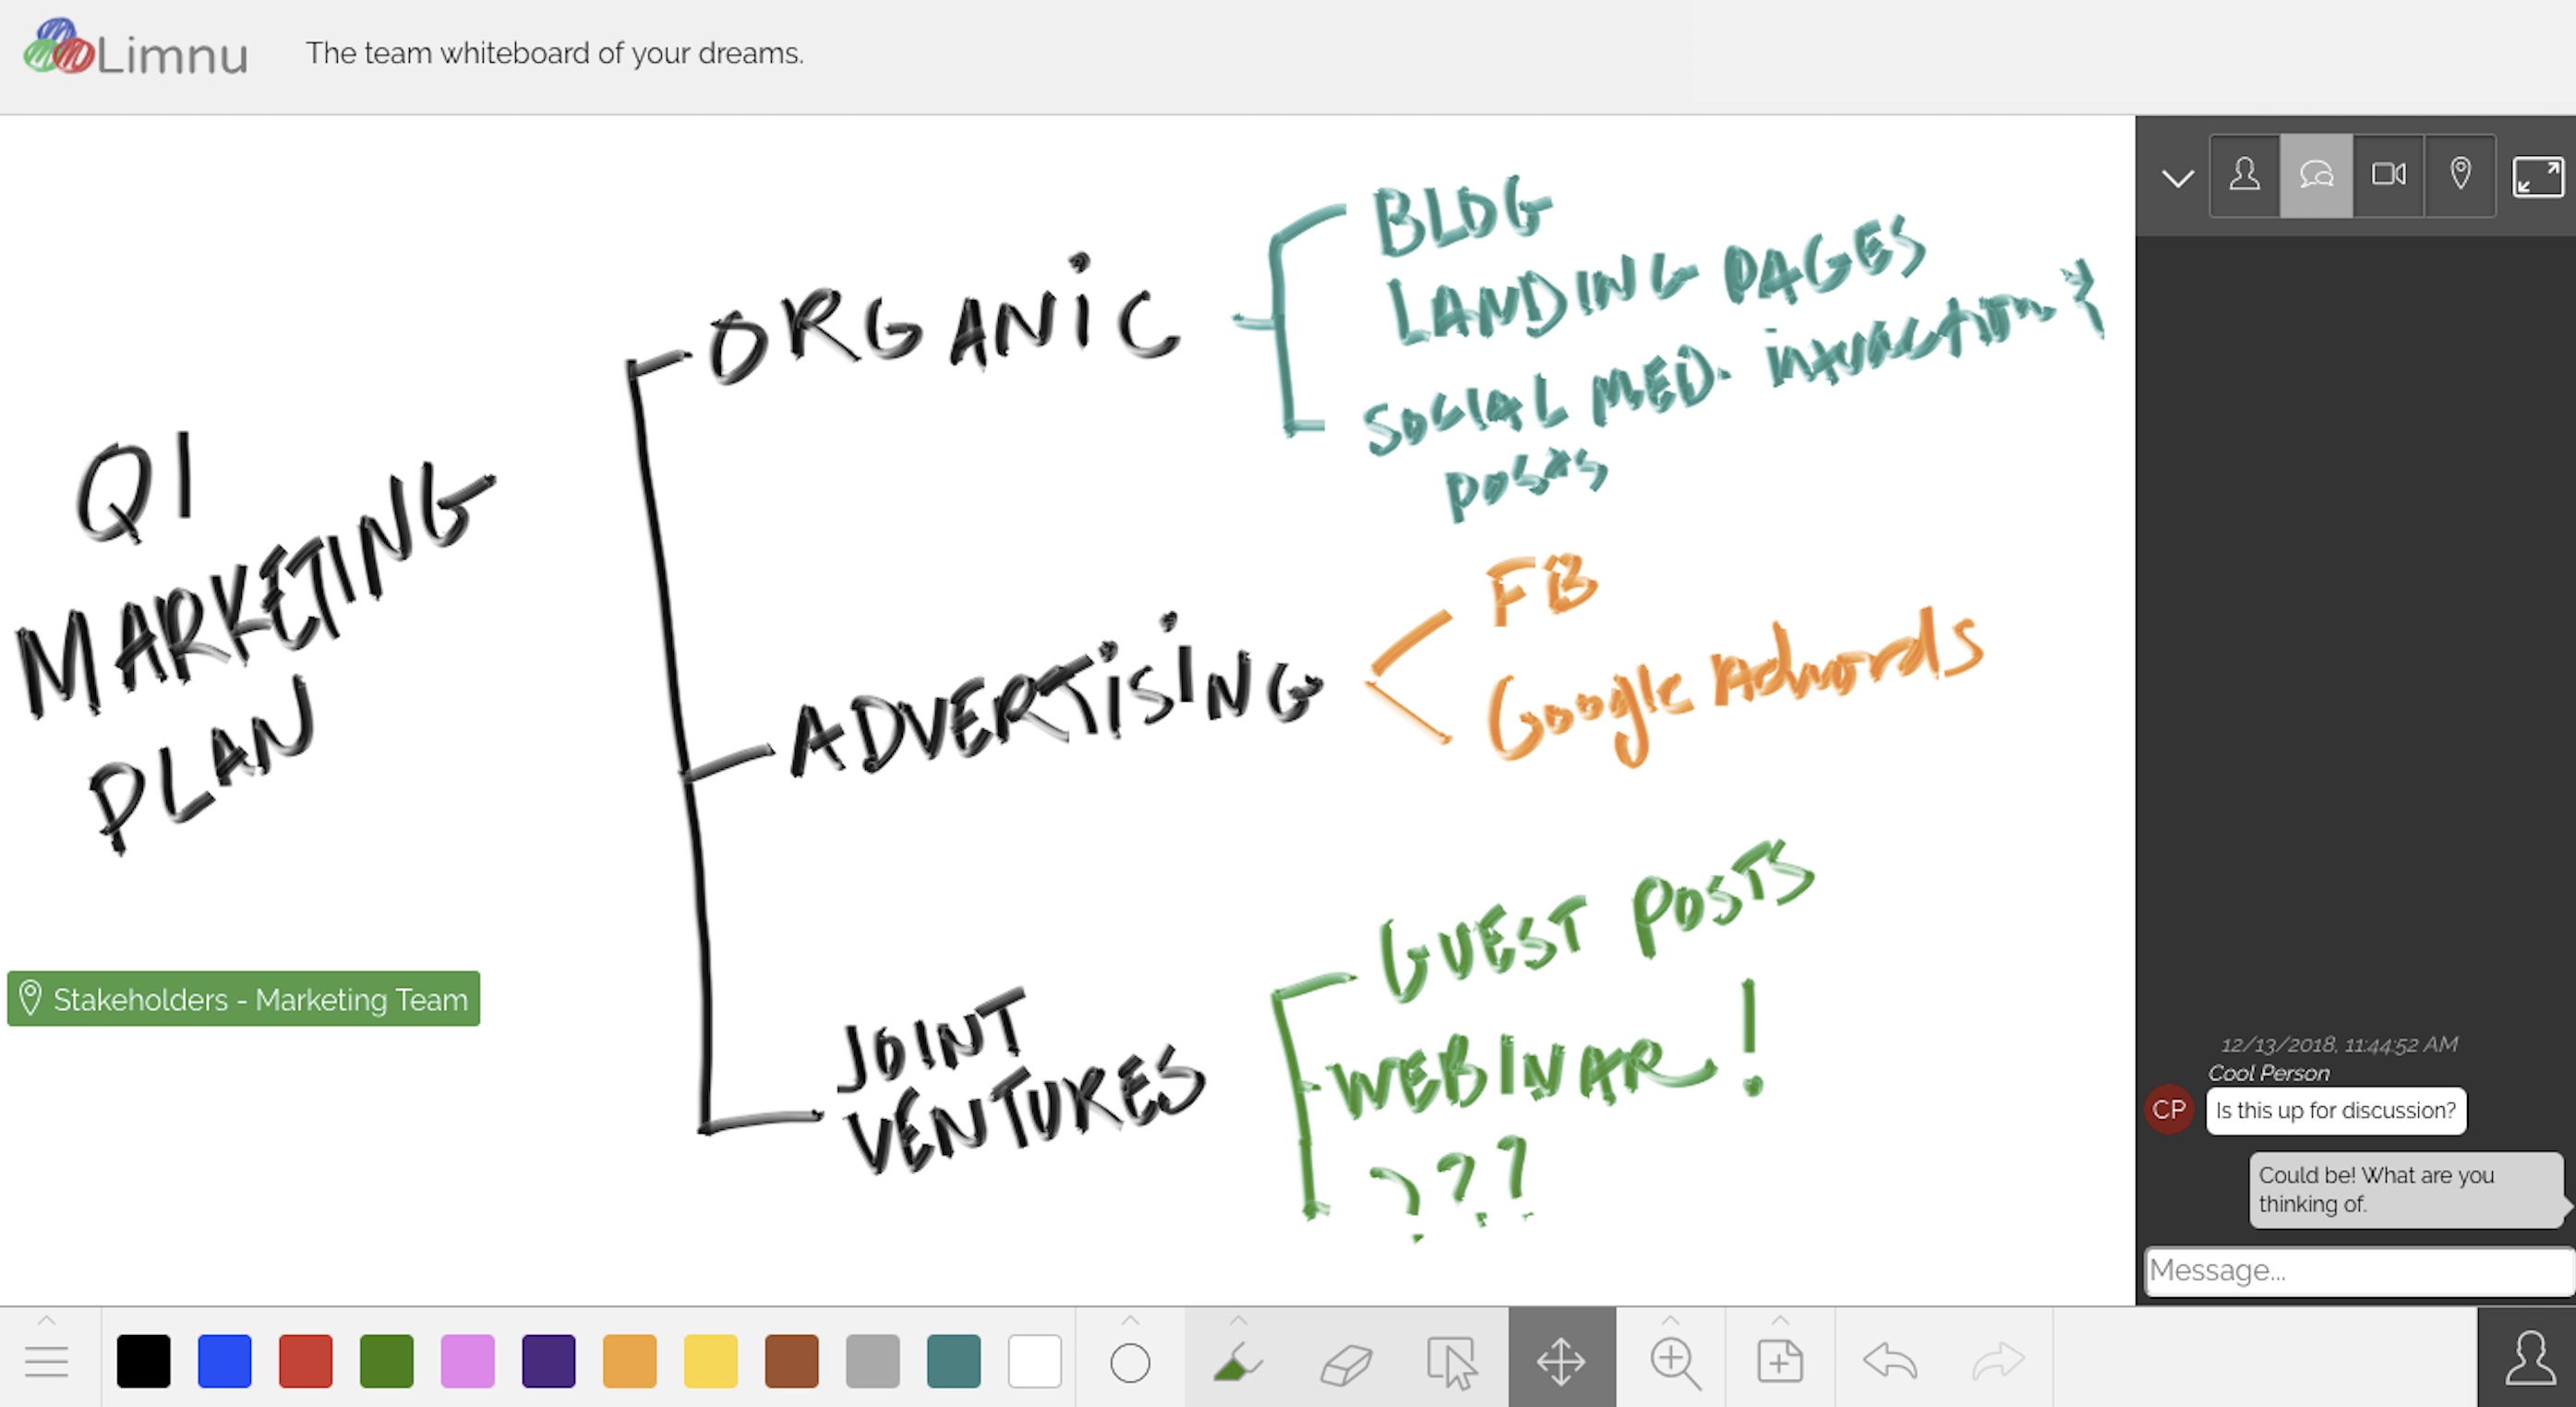 Limnu The team whiteboard of your dreams.
Q1
MARKETING
PLAN
ORGANiC
BLOG
LANDING PAGES
SOCIAL MED. interaction &
posts
ADVERTiSiNG
FB
Google Adwords
JOINT
VENTURES
GUEST POSTS
WEBINAR!
???
Stakeholders - Marketing Team
12/13/2018, 11:44:52 AM
Cool Person
CP Is this up for discussion?
Could be! What are you
thinking of.
Message...